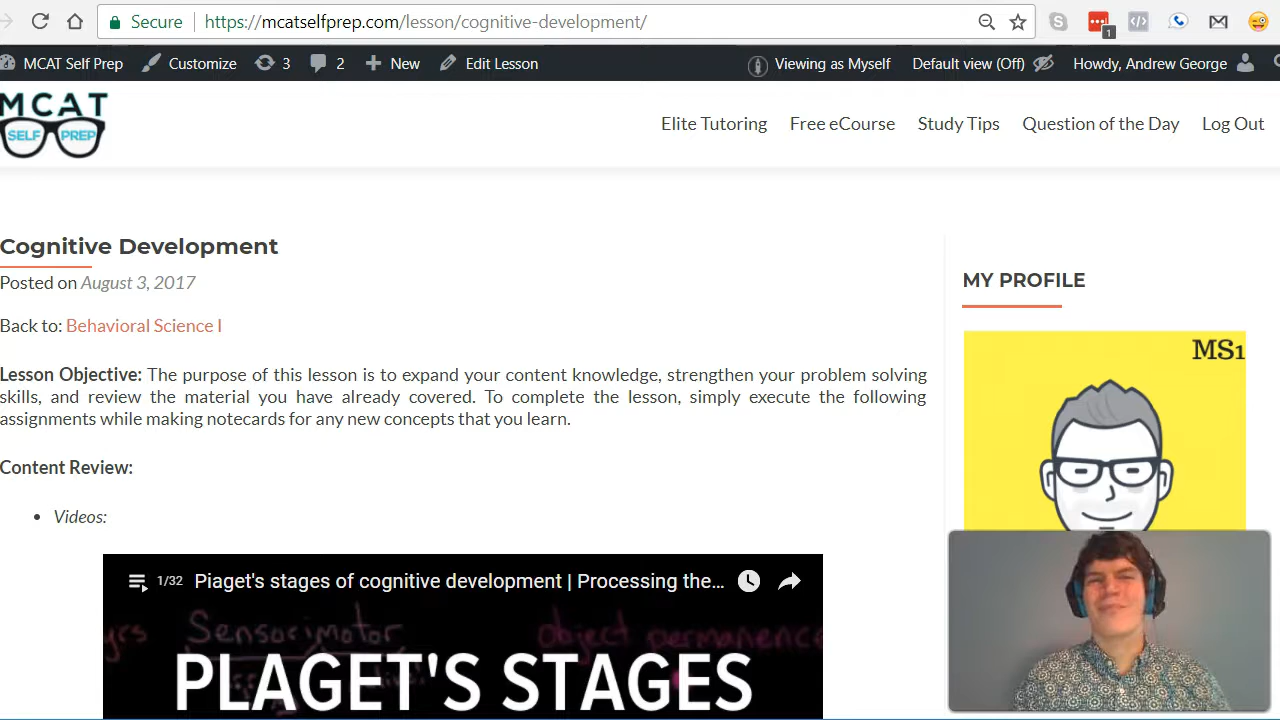 Secure https://mcatselfprep.com/lesson/cognitive-development/
1
MCAT Self Prep Customize 3 2 New Edit Lesson Viewing as Myself Default view (Off) Howdy, Andrew George
MCAT
SELF PREP
Elite Tutoring Free eCourse Study Tips Question of the Day Log Out
Cognitive Development
Posted on August 3, 2017
Back to: Behavioral Science I
Lesson Objective: The purpose of this lesson is to expand your content knowledge, strengthen your problem solving
skills, and review the material you have already covered. To complete the lesson, simply execute the following
assignments while making notecards for any new concepts that you learn.
Content Review:
• Videos:
1/32 Piaget's stages of cognitive development | Processing the...
yrs Sensorimotor object permanence
PLAGET'S STAGES
MY PROFILE
MS1